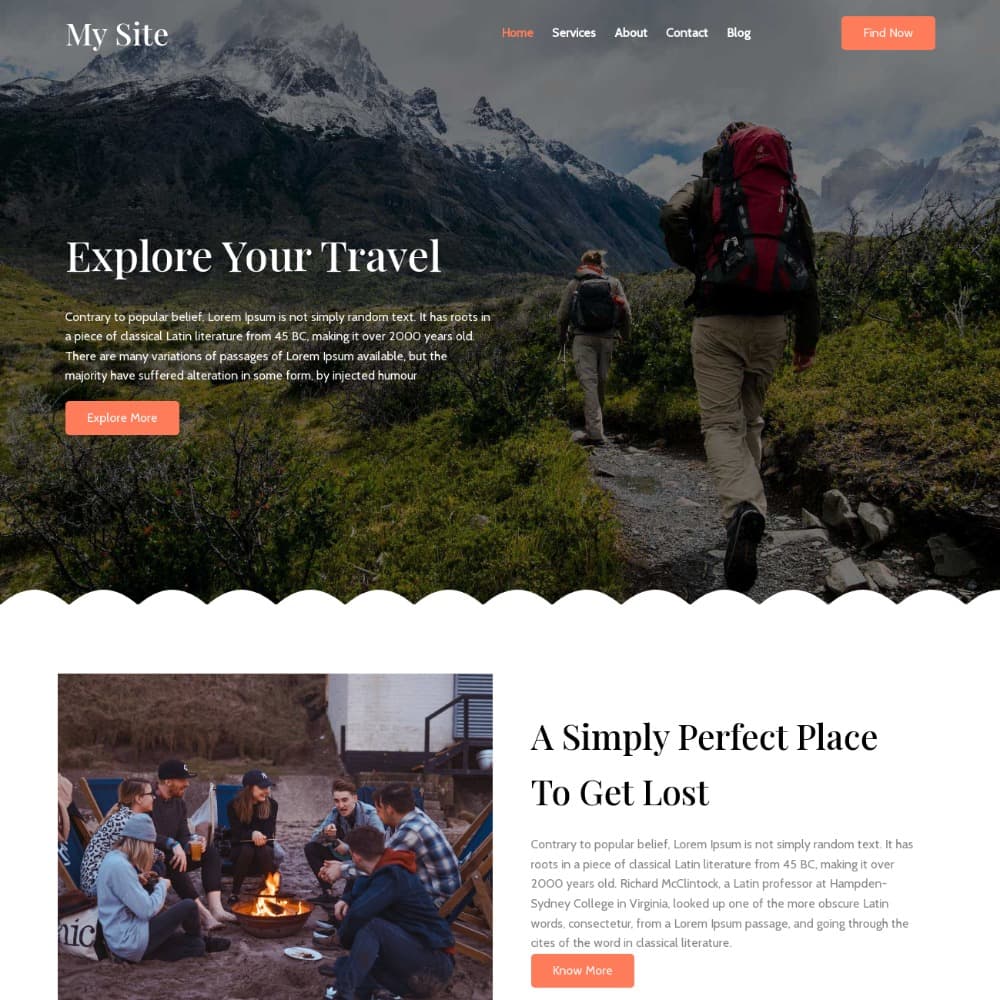 My Site
Home Services About Contact Blog
Find Now
Explore Your Travel
Contrary to popular belief, Lorem Ipsum is not simply random text. It has roots in
a piece of classical Latin literature from 45 BC, making it over 2000 years old.
There are many variations of passages of Lorem Ipsum available, but the
majority have suffered alteration in some form, by injected humour
Explore More
A Simply Perfect Place
To Get Lost
Contrary to popular belief, Lorem Ipsum is not simply random text. It has
roots in a piece of classical Latin literature from 45 BC, making it over
2000 years old. Richard McClintock, a Latin professor at Hampden-
Sydney College in Virginia, looked up one of the more obscure Latin
words, consectetur, from a Lorem Ipsum passage, and going through the
cites of the word in classical literature.
Know More